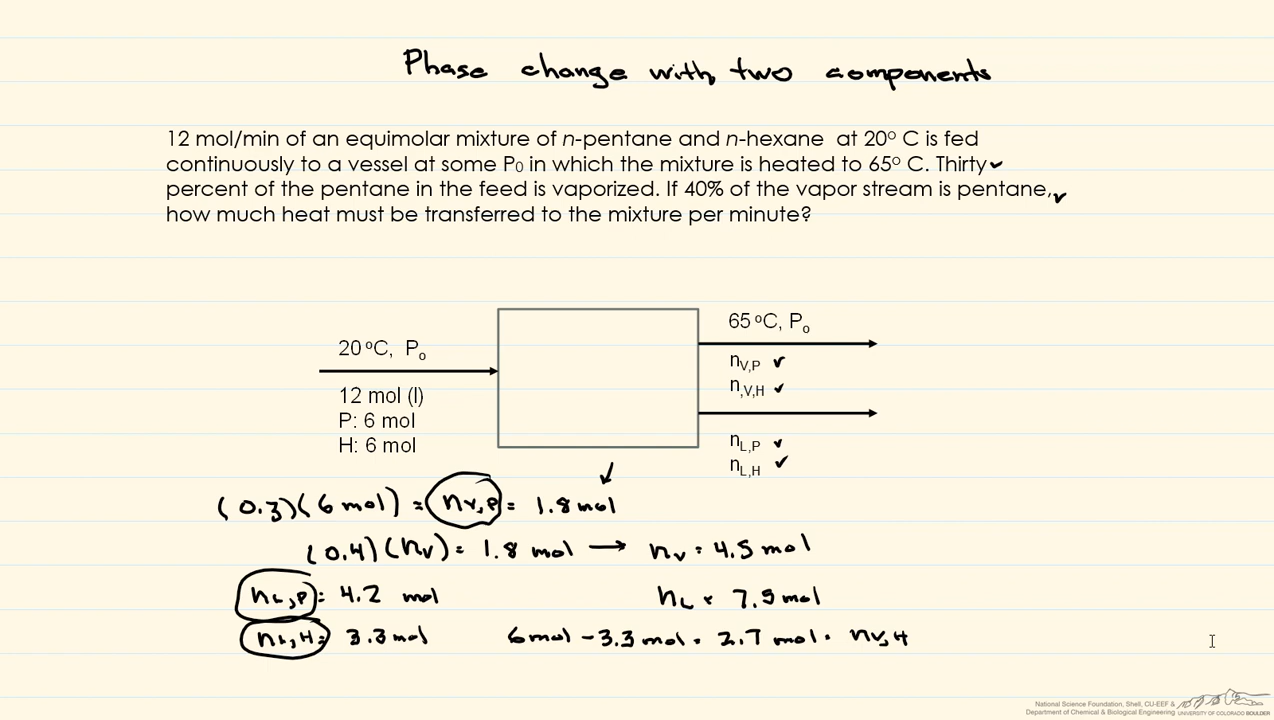 Phase change with two components
12 mol/min of an equimolar mixture of n-pentane and n-hexane at 20° C is fed
continuously to a vessel at some P₀ in which the mixture is heated to 65° C. Thirty
percent of the pentane in the feed is vaporized. If 40% of the vapor stream is pentane,
how much heat must be transferred to the mixture per minute?
20 °C, P₀
12 mol (l)
P: 6 mol
H: 6 mol
65 °C, P₀
n V,P
n ,V,H
n L,P
n L,H
(0.3)(6 mol) = nv,p = 1.8 mol
(0.4)(nv) = 1.8 mol → nv = 4.5 mol
nL,P = 4.2 mol nL = 7.5 mol
nL,H = 3.3 mol 6 mol - 3.3 mol = 2.7 mol = nv,H
National Science Foundation, Shell, CU-EEF &
Department of Chemical & Biological Engineering UNIVERSITY OF COLORADO BOULDER